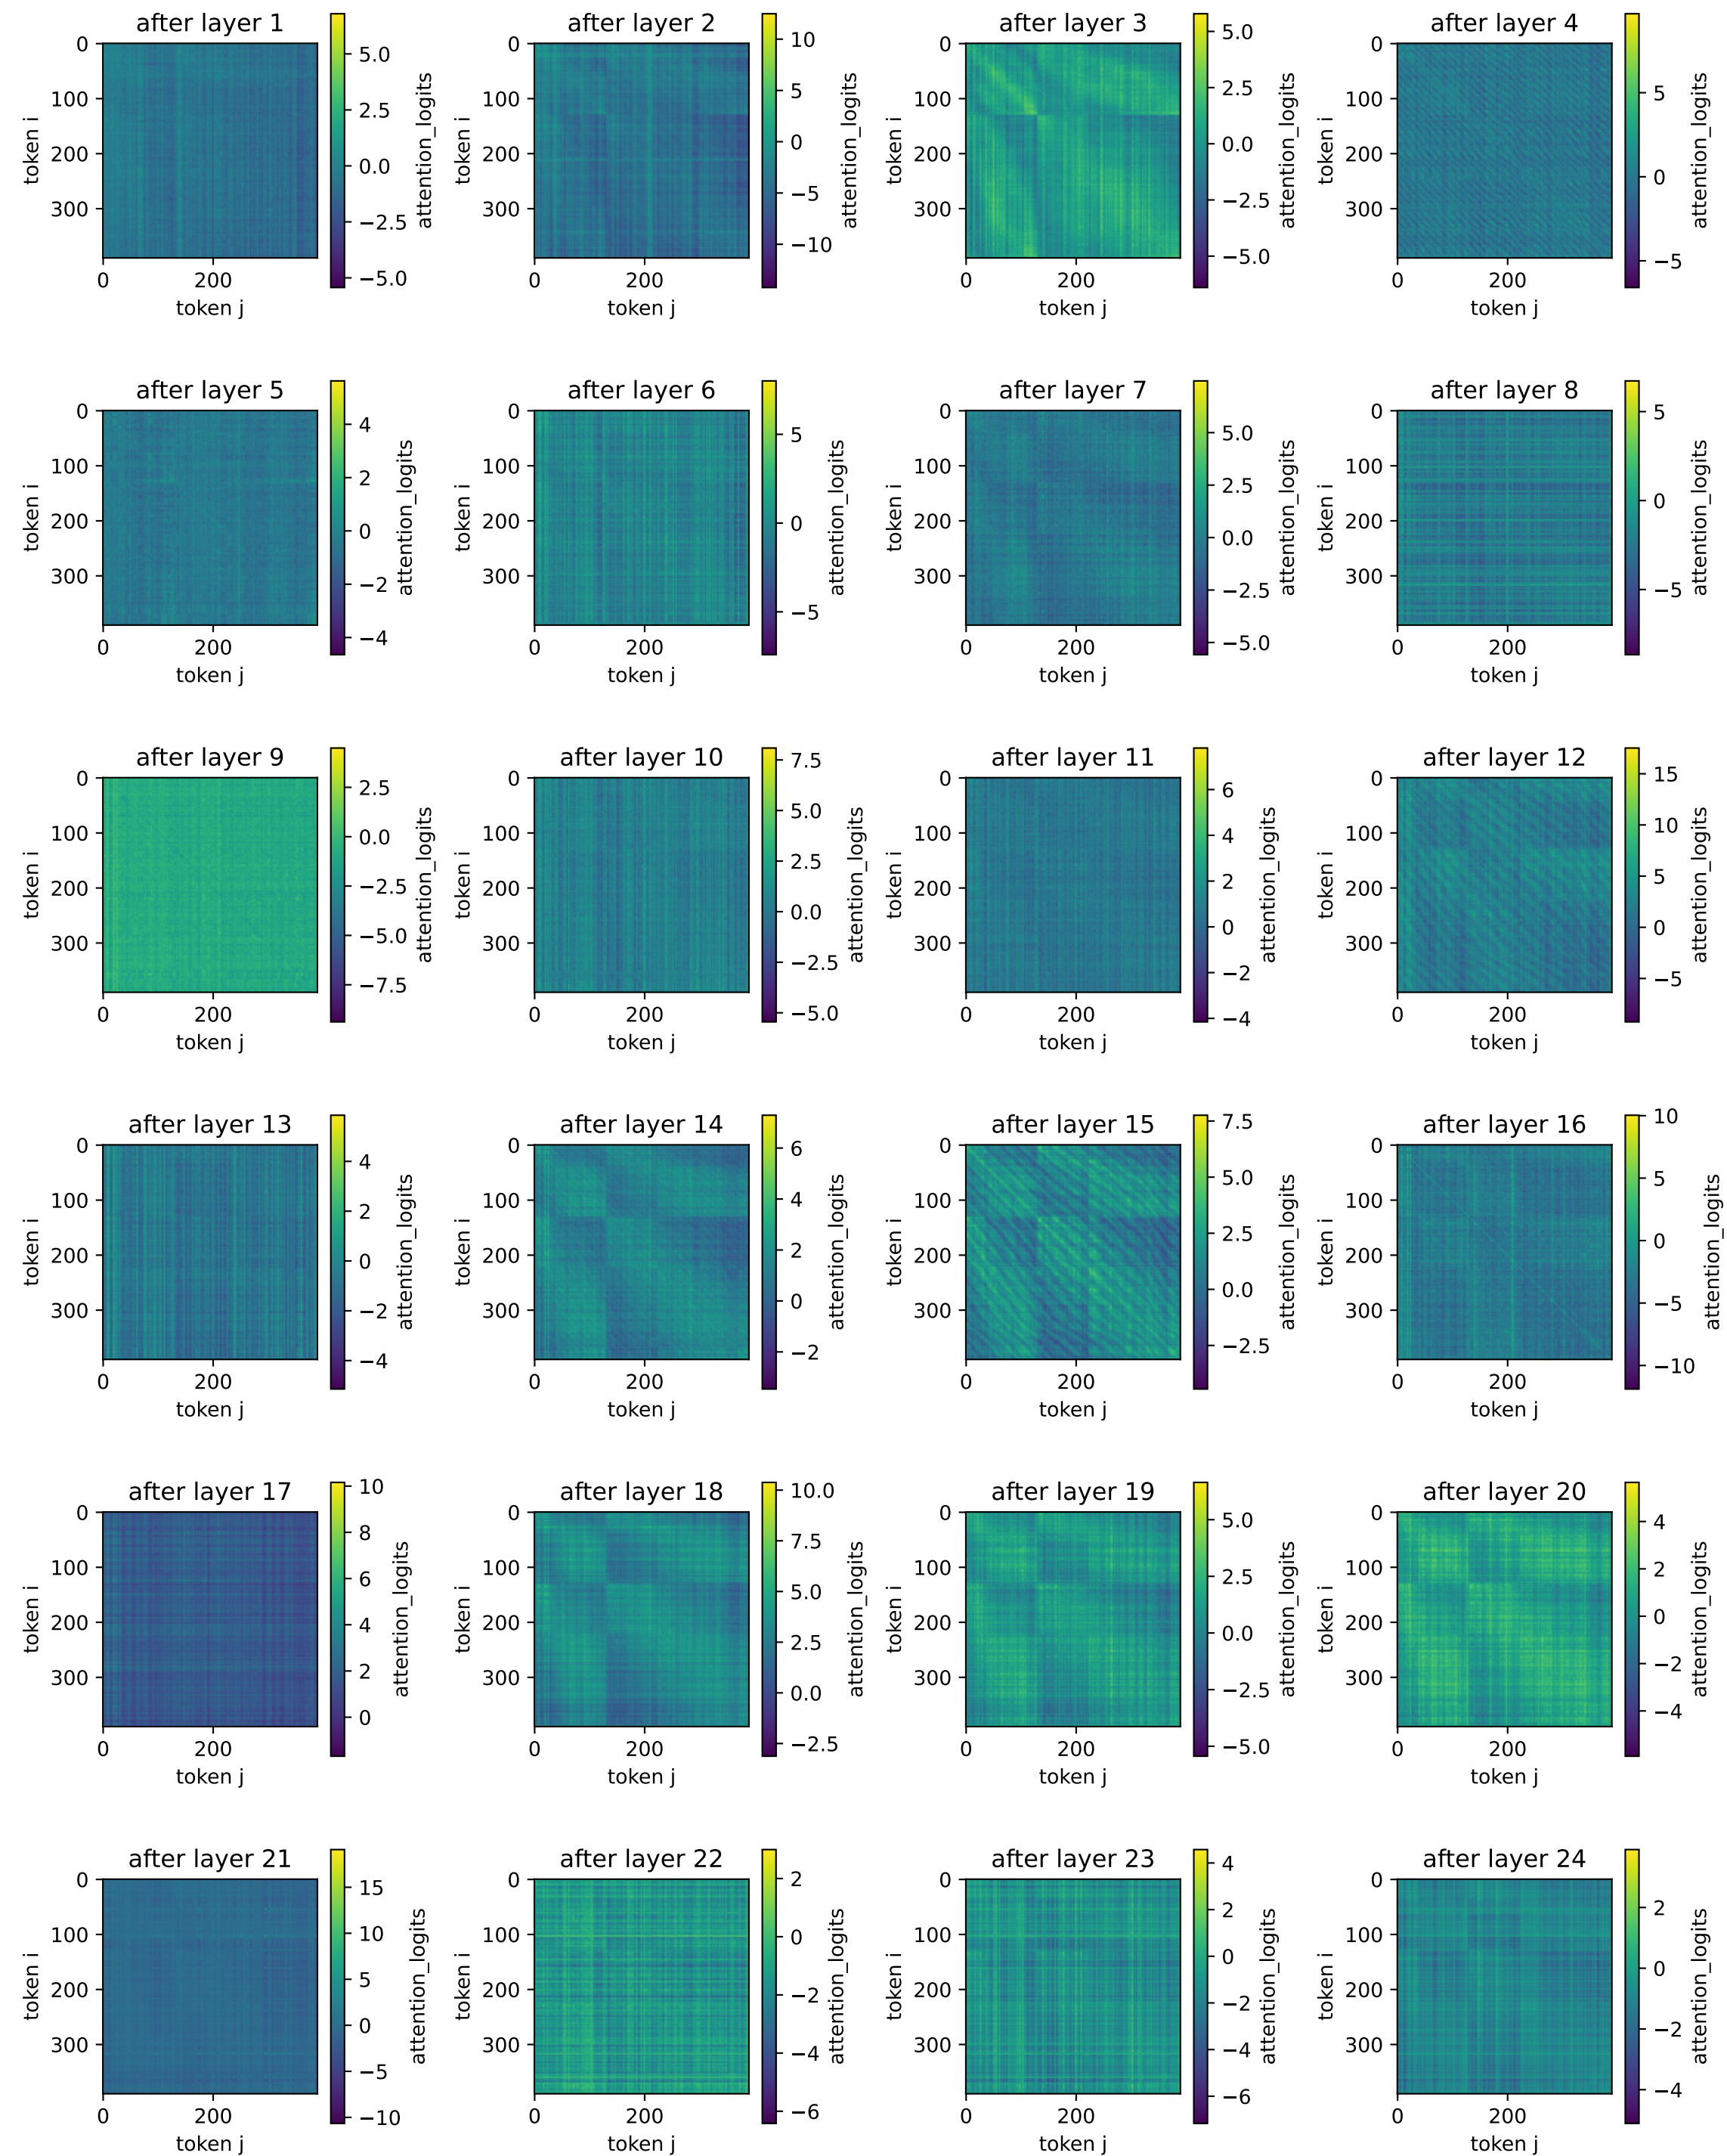 after layer 1
0
100
200
300
token i
0
200
token j
5.0
2.5
0.0
−2.5
−5.0
attention_logits
after layer 2
0
100
200
300
token i
0
200
token j
10
5
0
−5
−10
attention_logits
after layer 3
0
100
200
300
token i
0
200
token j
5.0
2.5
0.0
−2.5
−5.0
attention_logits
after layer 4
0
100
200
300
token i
0
200
token j
5
0
−5
attention_logits
after layer 5
0
100
200
300
token i
0
200
token j
4
2
0
−2
−4
attention_logits
after layer 6
0
100
200
300
token i
0
200
token j
5
0
−5
attention_logits
after layer 7
0
100
200
300
token i
0
200
token j
5.0
2.5
0.0
−2.5
−5.0
attention_logits
after layer 8
0
100
200
300
token i
0
200
token j
5
0
−5
attention_logits
after layer 9
0
100
200
300
token i
0
200
token j
2.5
0.0
−2.5
−5.0
−7.5
attention_logits
after layer 10
0
100
200
300
token i
0
200
token j
7.5
5.0
2.5
0.0
−2.5
−5.0
attention_logits
after layer 11
0
100
200
300
token i
0
200
token j
6
4
2
0
−2
−4
attention_logits
after layer 12
0
100
200
300
token i
0
200
token j
15
10
5
0
−5
attention_logits
after layer 13
0
100
200
300
token i
0
200
token j
4
2
0
−2
−4
attention_logits
after layer 14
0
100
200
300
token i
0
200
token j
6
4
2
0
−2
attention_logits
after layer 15
0
100
200
300
token i
0
200
token j
7.5
5.0
2.5
0.0
−2.5
attention_logits
after layer 16
0
100
200
300
token i
0
200
token j
10
5
0
−5
−10
attention_logits
after layer 17
0
100
200
300
token i
0
200
token j
10
8
6
4
2
0
attention_logits
after layer 18
0
100
200
300
token i
0
200
token j
10.0
7.5
5.0
2.5
0.0
−2.5
attention_logits
after layer 19
0
100
200
300
token i
0
200
token j
5.0
2.5
0.0
−2.5
−5.0
attention_logits
after layer 20
0
100
200
300
token i
0
200
token j
4
2
0
−2
−4
attention_logits
after layer 21
0
100
200
300
token i
0
200
token j
15
10
5
0
−5
−10
attention_logits
after layer 22
0
100
200
300
token i
0
200
token j
2
0
−2
−4
−6
attention_logits
after layer 23
0
100
200
300
token i
0
200
token j
4
2
0
−2
−4
−6
attention_logits
after layer 24
0
100
200
300
token i
0
200
token j
2
0
−2
−4
attention_logits